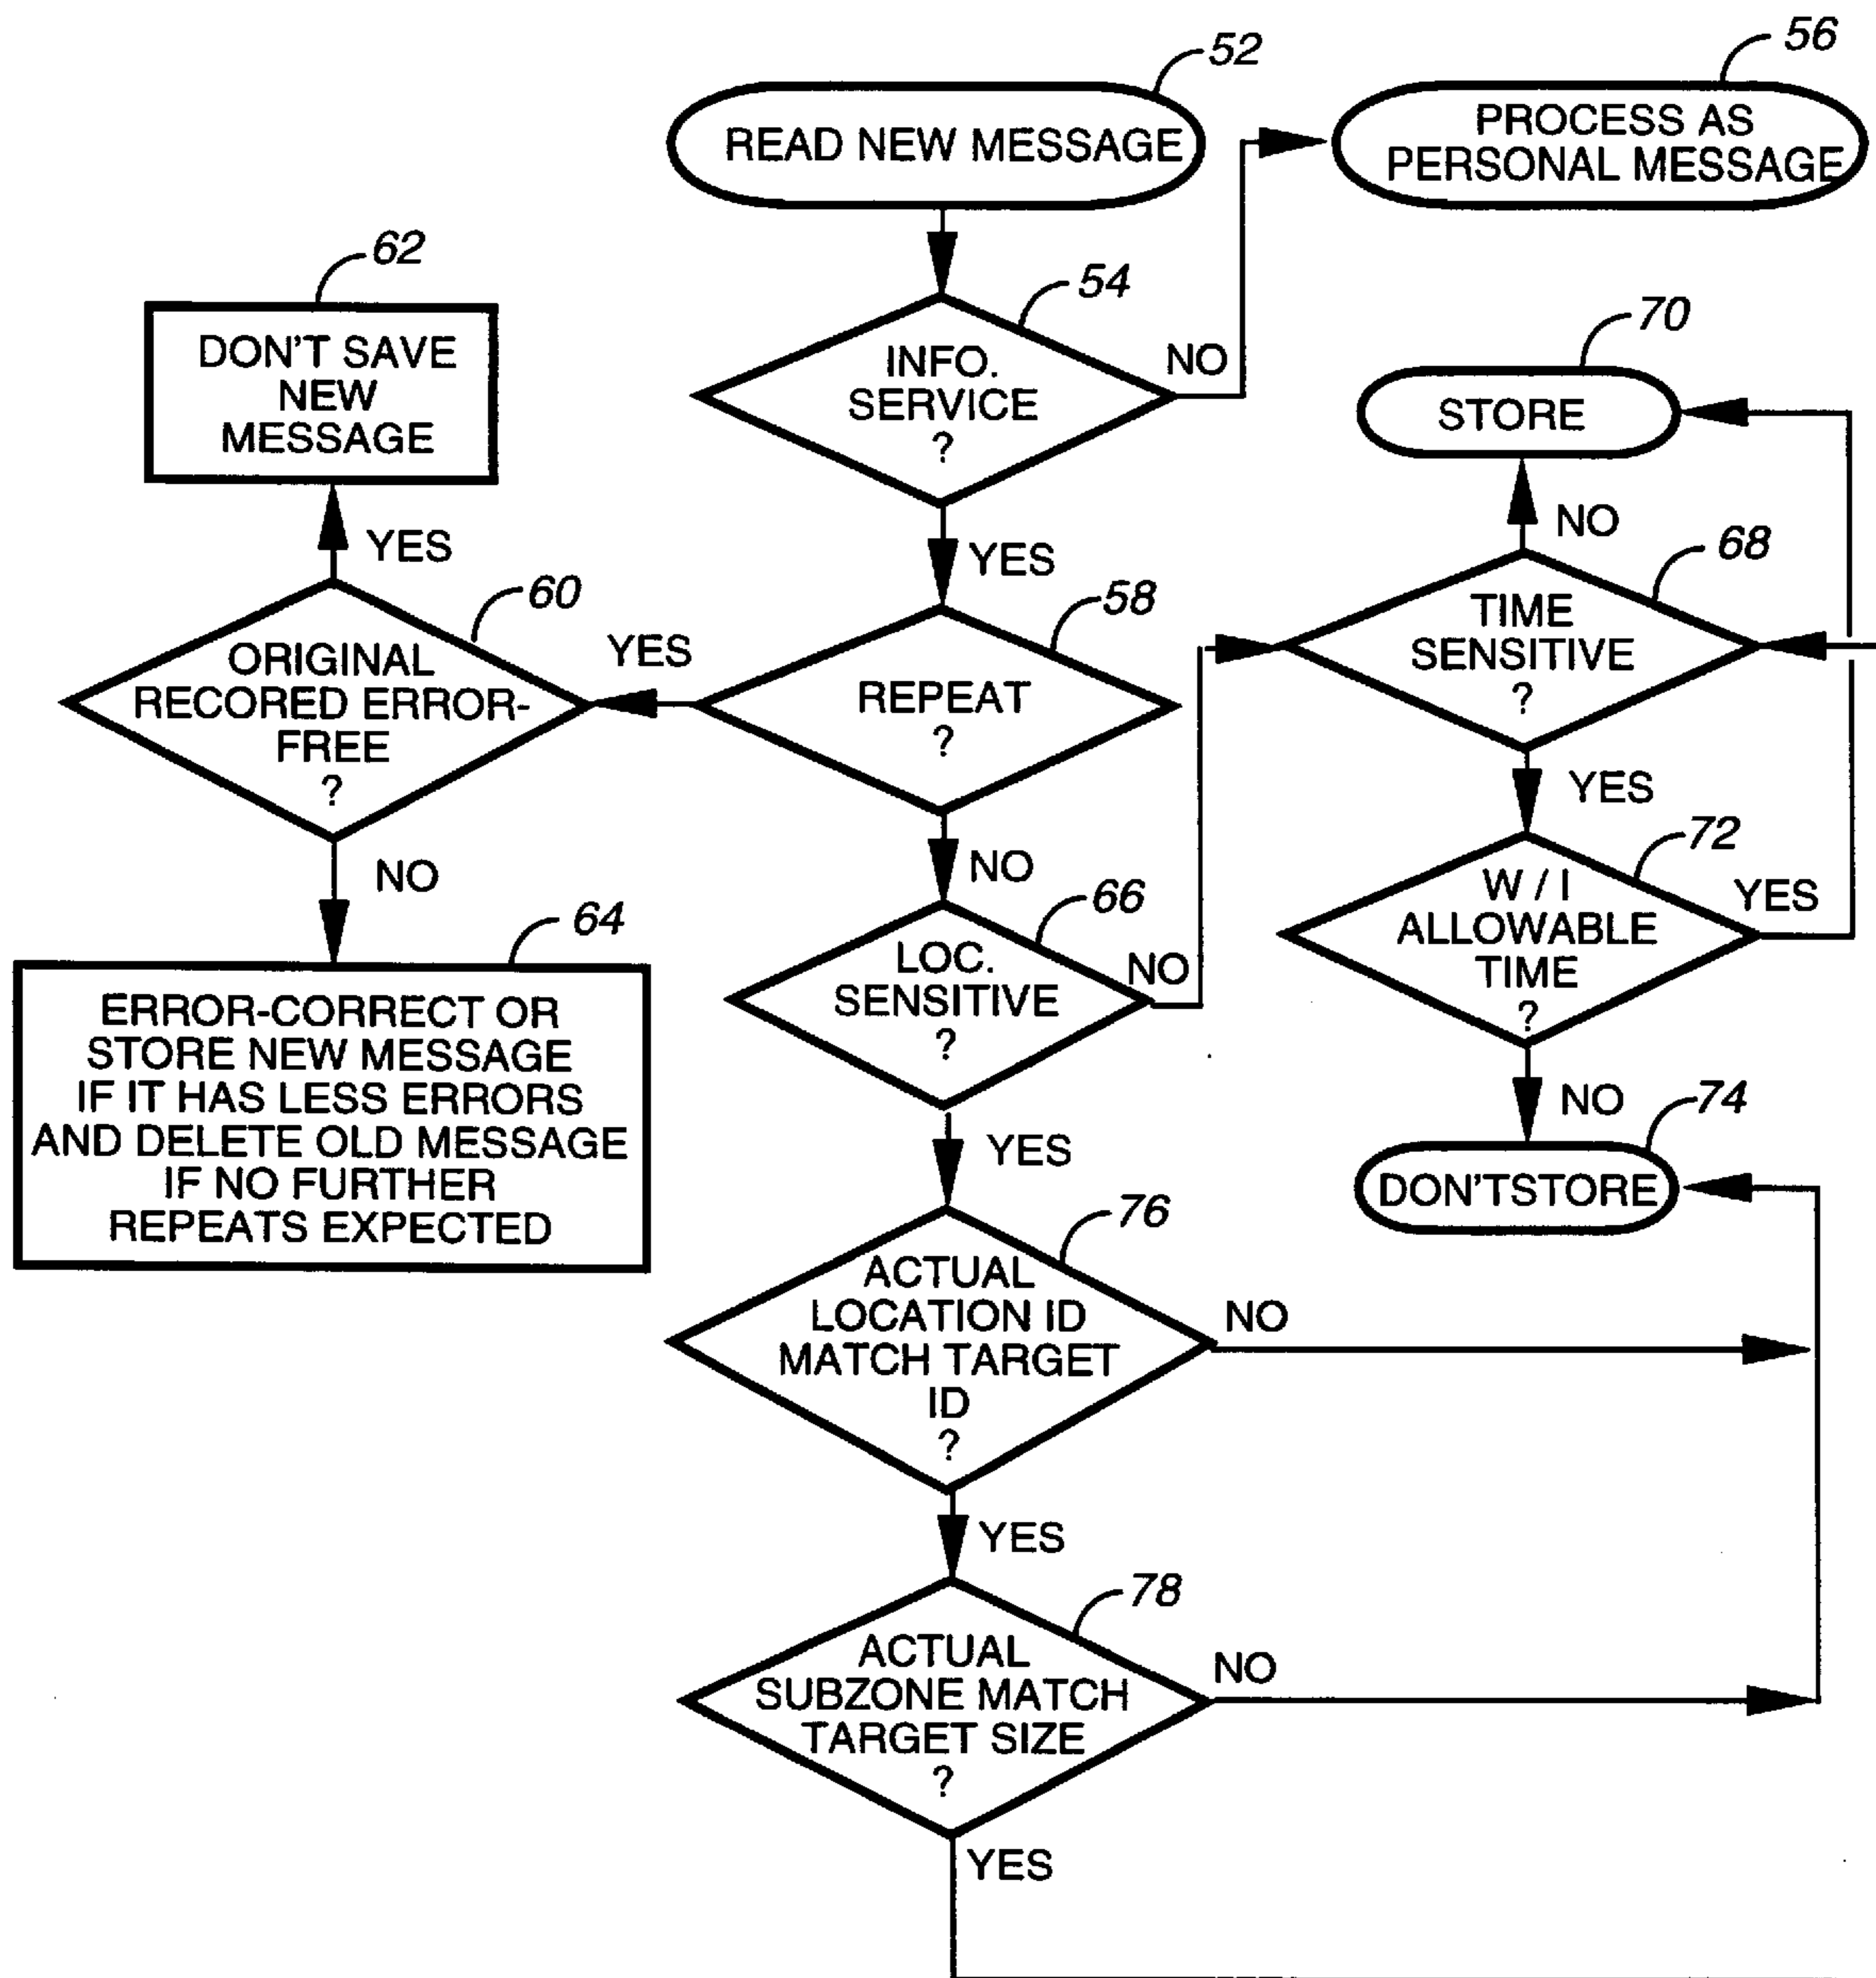 52
READ NEW MESSAGE
56
PROCESS AS
PERSONAL MESSAGE
62
DON'T SAVE
NEW
MESSAGE
54
INFO.
SERVICE
?
NO
70
STORE
YES
YES
NO
60
ORIGINAL
RECORED ERROR-
FREE
?
YES
58
REPEAT
?
68
TIME
SENSITIVE
?
NO
NO
YES
64
ERROR-CORRECT OR
STORE NEW MESSAGE
IF IT HAS LESS ERRORS
AND DELETE OLD MESSAGE
IF NO FURTHER
REPEATS EXPECTED
66
LOC.
SENSITIVE
?
NO
72
W / I
ALLOWABLE
TIME
?
YES
YES
NO
74
DON'TSTORE
76
ACTUAL
LOCATION ID
MATCH TARGET
ID
?
NO
YES
78
ACTUAL
SUBZONE MATCH
TARGET SIZE
?
NO
YES